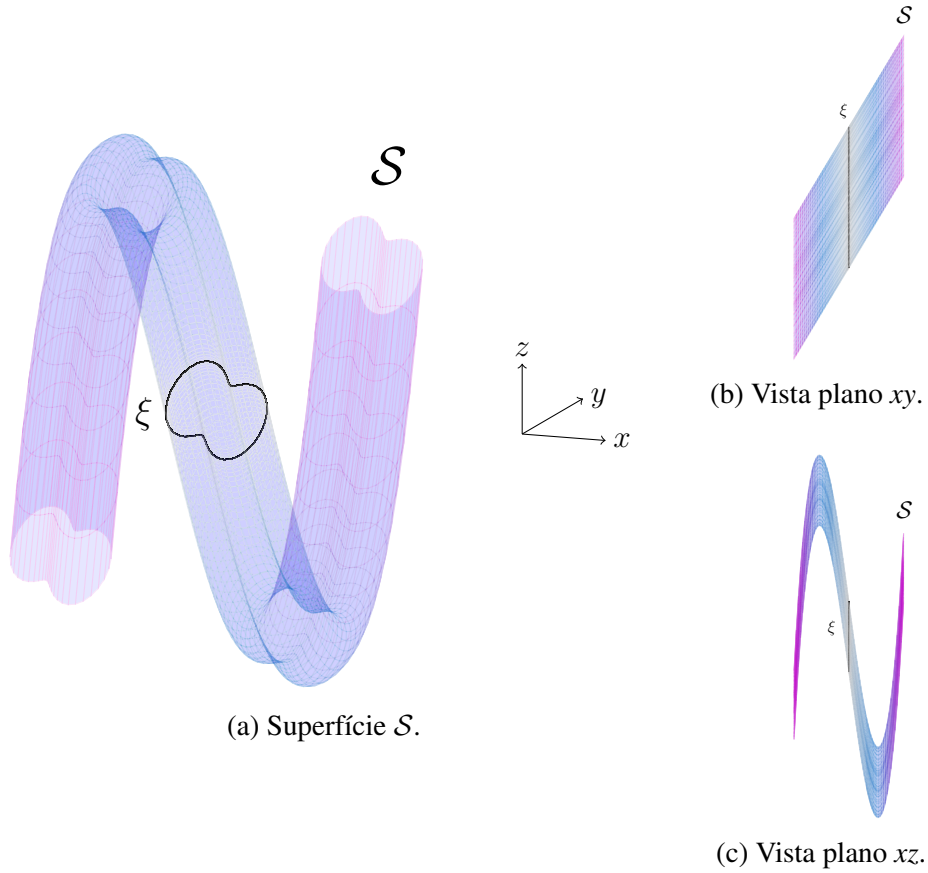 S
S
ξ
ξ
z
y
x
(b) Vista plano xy.
S
ξ
(a) Superfície S.
(c) Vista plano xz.